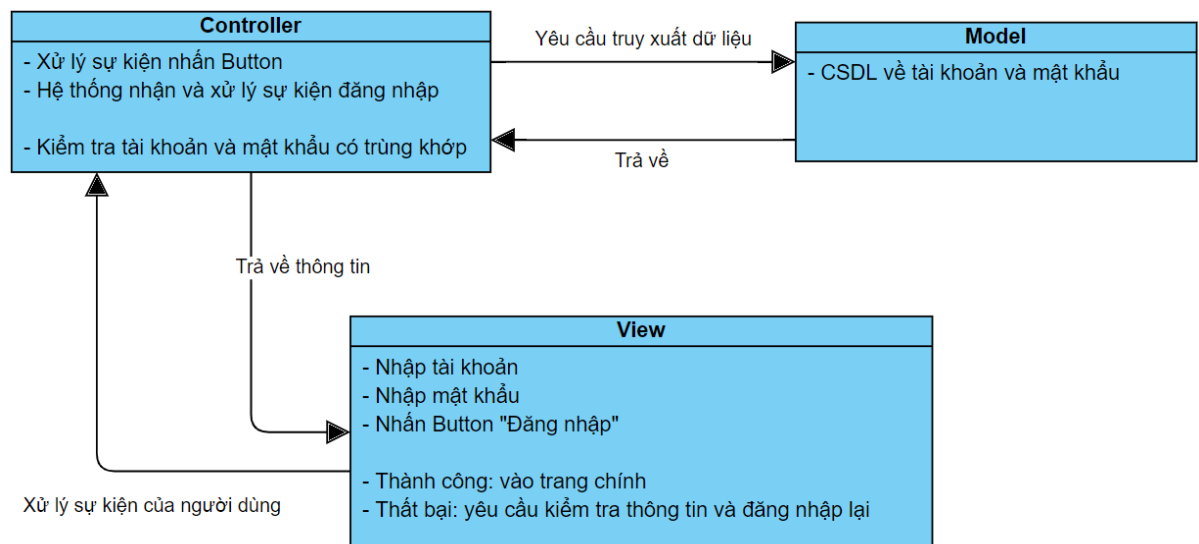 Controller
- Xử lý sự kiện nhấn Button
- Hệ thống nhận và xử lý sự kiện đăng nhập
- Kiểm tra tài khoản và mật khẩu có trùng khớp
Yêu cầu truy xuất dữ liệu
Model
- CSDL về tài khoản và mật khẩu
Trả về
Trả về thông tin
View
- Nhập tài khoản
- Nhập mật khẩu
- Nhấn Button "Đăng nhập"
- Thành công: vào trang chính
- Thất bại: yêu cầu kiểm tra thông tin và đăng nhập lại
Xử lý sự kiện của người dùng